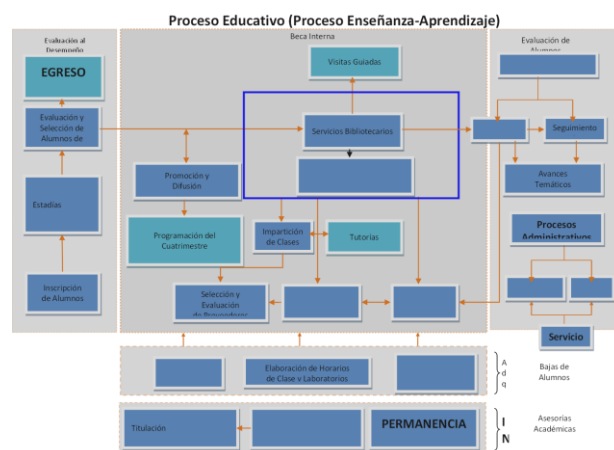 Proceso Educativo (Proceso Enseñanza-Aprendizaje)
Evaluación al
Desempeño
EGRESO
Evaluación y
Selección de
Alumnos de
Estadías
Inscripción
de Alumnos
Beca Interna
Visitas Guiadas
Servicios Bibliotecarios
Promoción y
Difusión
Programación del
Cuatrimestre
Impartición
de Clases
Tutorías
Selección y
Evaluación
de Proveedores
Evaluación de
Alumnos
Seguimiento
Avances
Temáticos
Procesos
Administrativos
Servicio
Elaboración de Horarios
de Clase y Laboratorios
A
d
q
Bajas de
Alumnos
Titulación
PERMANENCIA
I
N
Asesorías
Académicas